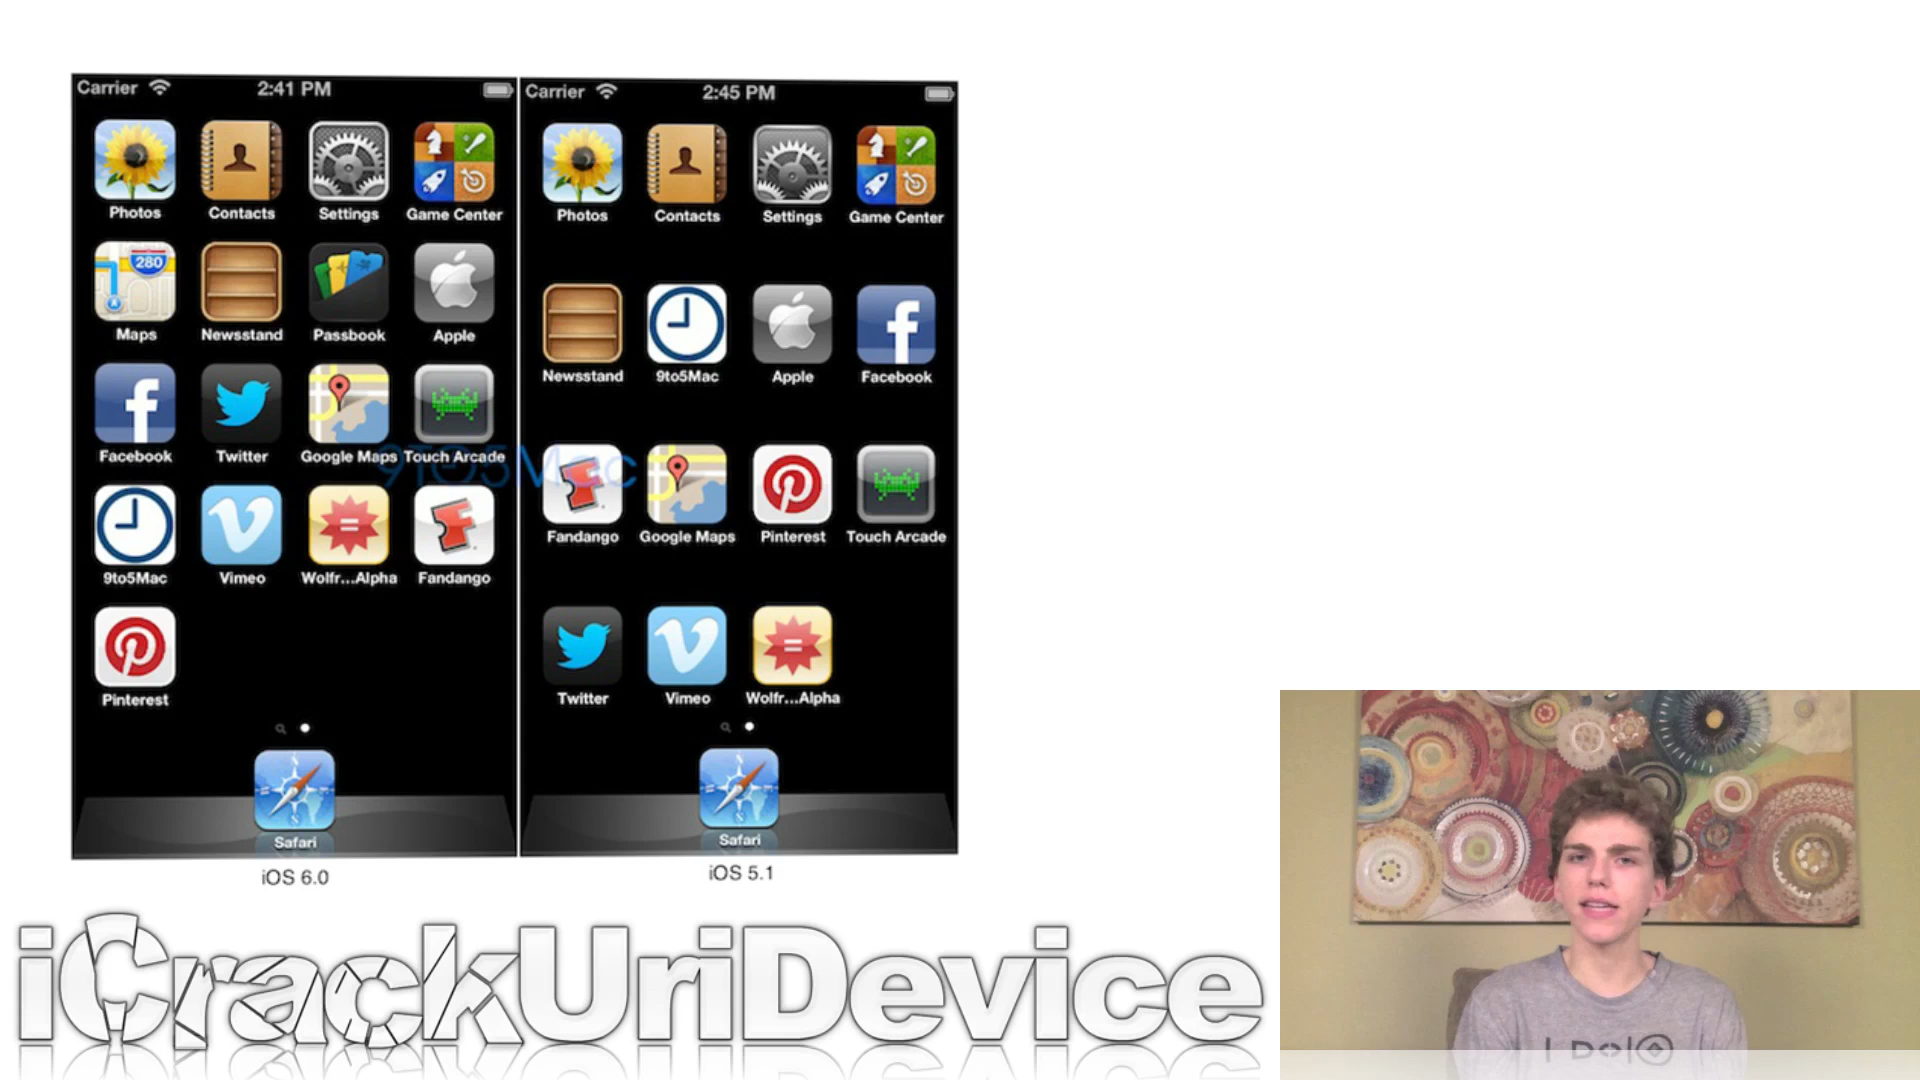 Carrier 2:41 PM
Photos Contacts Settings Game Center
280
Maps Newsstand Passbook Apple
Facebook Twitter Google Maps Touch Arcade
9to5Mac Vimeo Wolfr...Alpha Fandango
Pinterest
Safari
iOS 6.0
Carrier 2:45 PM
Photos Contacts Settings Game Center
Newsstand 9to5Mac Apple Facebook
Fandango Google Maps Pinterest Touch Arcade
Twitter Vimeo Wolfr...Alpha
Safari
iOS 5.1
9TO5Mac
iCrackUriDevice